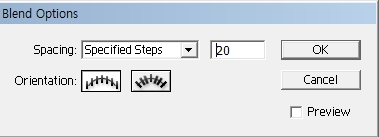 Blend Options
Spacing: Specified Steps 20 OK
Orientation: Cancel
Preview